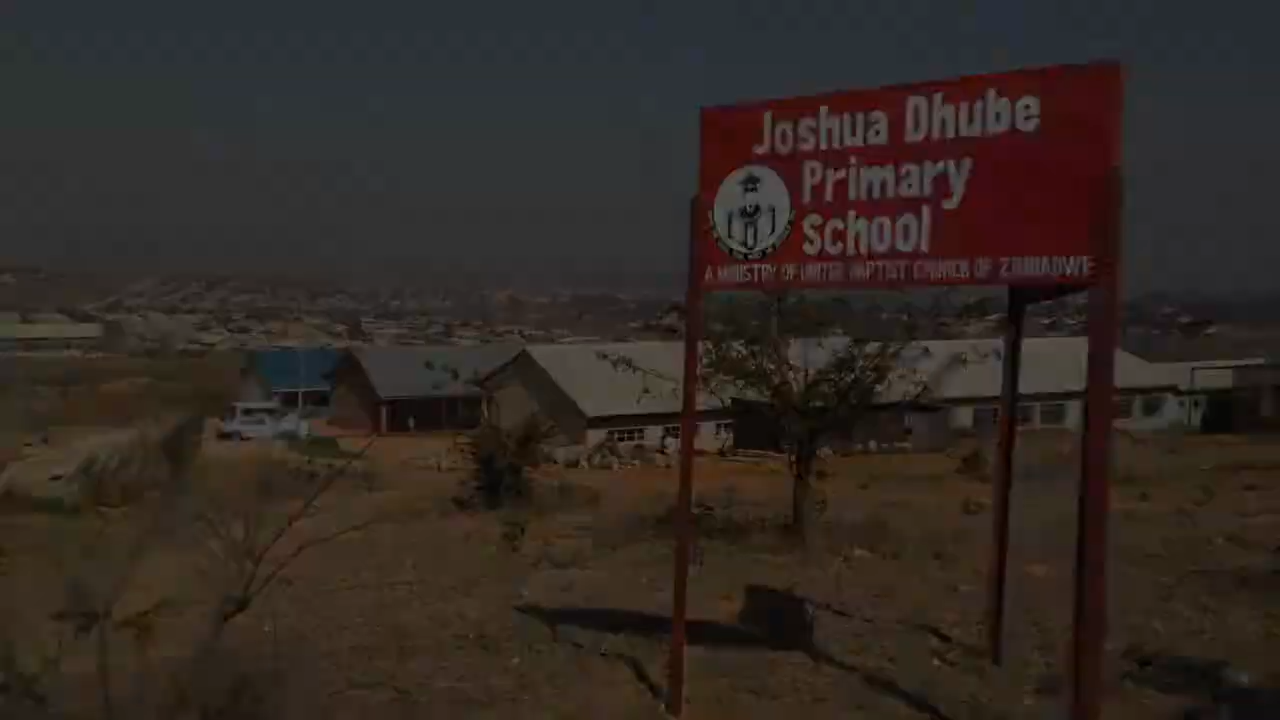 Joshua Dhube
Primary
School
A MINISTRY OF UNITED BAPTIST CHURCH OF ZIMBABWE